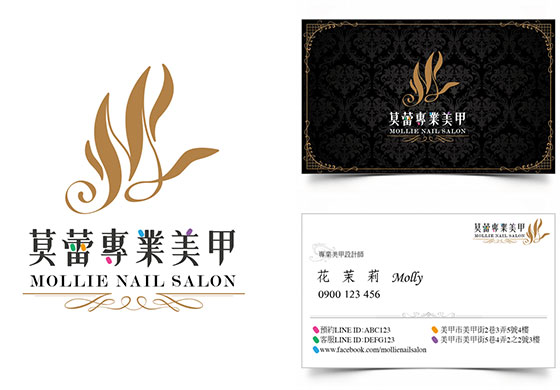 莫蕾專業美甲
MOLLIE NAIL SALON
莫蕾專業美甲
MOLLIE NAIL SALON
莫蕾專業美甲
MOLLIE NAIL SALON
專業美甲設計師
花茉莉 Molly
0900 123 456
預約LINE ID:ABC123
客服LINE ID:DEFG123
www.facebook.com/mollienailsalon
美甲市美甲街2巷3弄5號4樓
美甲市美甲街5巷4弄2之2號3樓